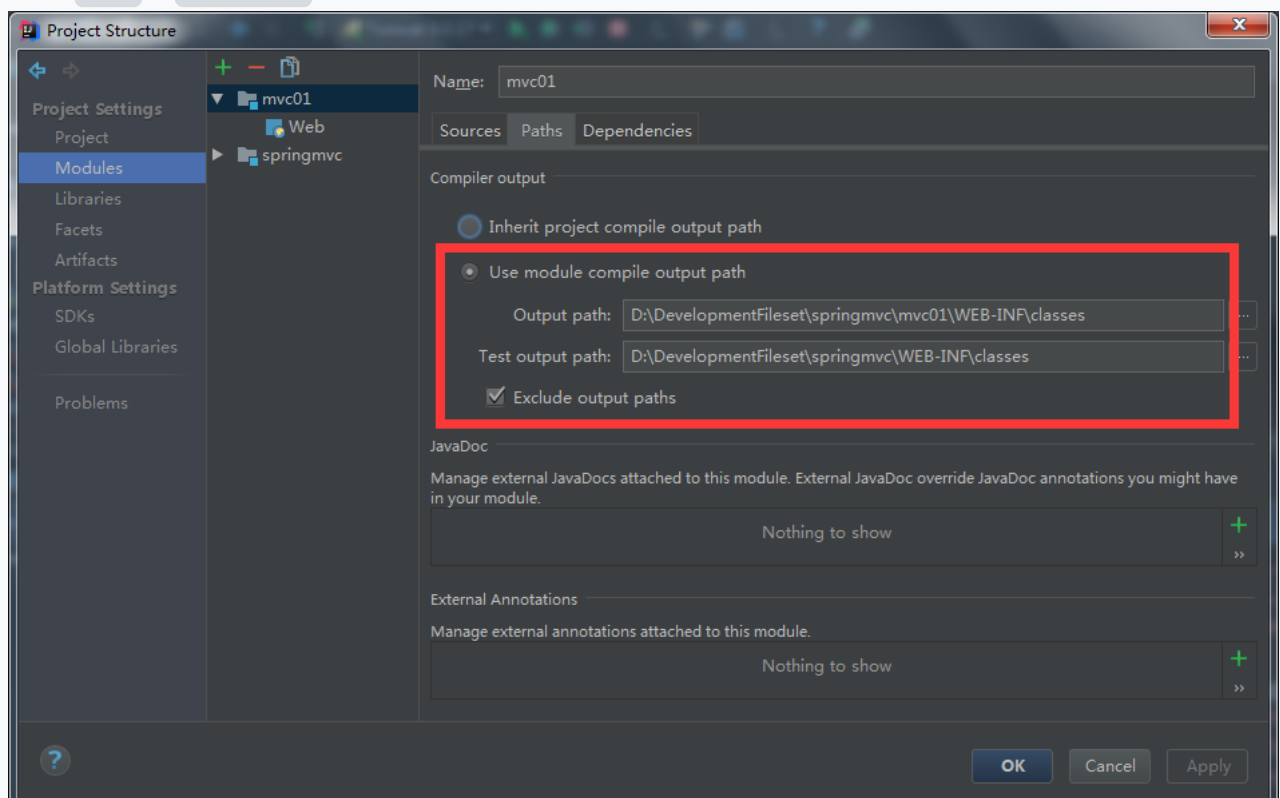 Project Structure
Project Settings
Project
Modules
Libraries
Facets
Artifacts
Platform Settings
SDKs
Global Libraries
Problems
mvc01
Web
springmvc
Name: mvc01
Sources Paths Dependencies
Compiler output
Inherit project compile output path
Use module compile output path
Output path: D:\DevelopmentFileset\springmvc\mvc01\WEB-INF\classes
...
Test output path: D:\DevelopmentFileset\springmvc\WEB-INF\classes
...
Exclude output paths
JavaDoc
Manage external JavaDocs attached to this module. External JavaDoc override JavaDoc annotations you might have
in your module.
Nothing to show
External Annotations
Manage external annotations attached to this module.
Nothing to show
?
OK Cancel Apply